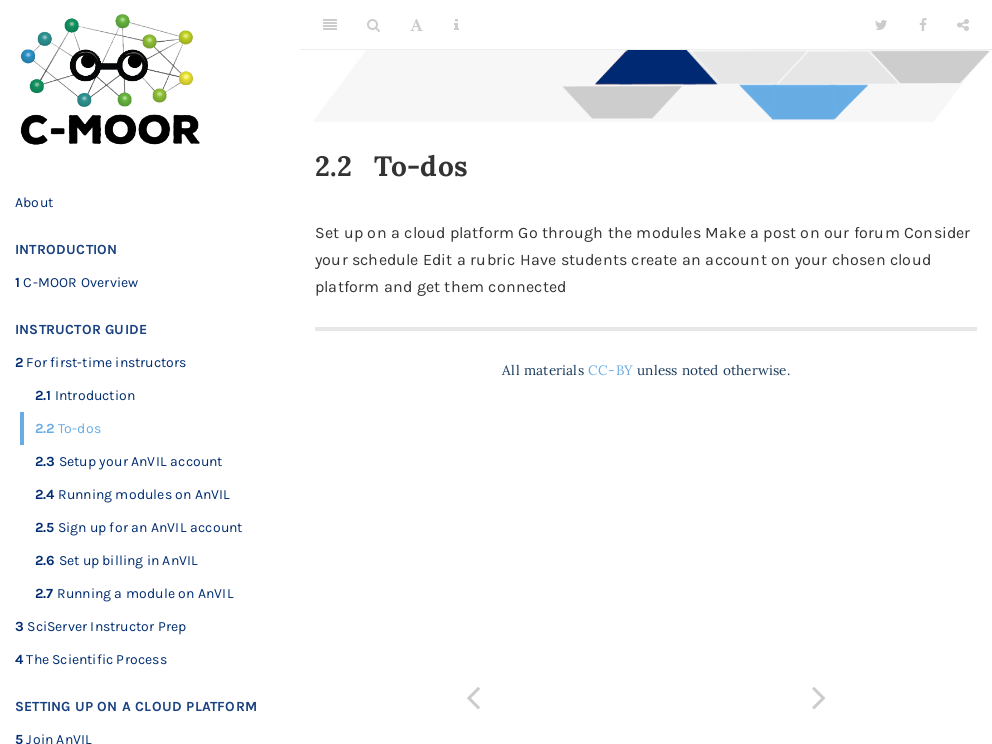 C-MOOR
About
INTRODUCTION
1 C-MOOR Overview
INSTRUCTOR GUIDE
2 For first-time instructors
2.1 Introduction
2.2 To-dos
2.3 Setup your AnVIL account
2.4 Running modules on AnVIL
2.5 Sign up for an AnVIL account
2.6 Set up billing in AnVIL
2.7 Running a module on AnVIL
3 SciServer Instructor Prep
4 The Scientific Process
SETTING UP ON A CLOUD PLATFORM
5 Join AnVIL
A
2.2 To-dos
Set up on a cloud platform Go through the modules Make a post on our forum Consider
your schedule Edit a rubric Have students create an account on your chosen cloud
platform and get them connected
All materials CC-BY unless noted otherwise.